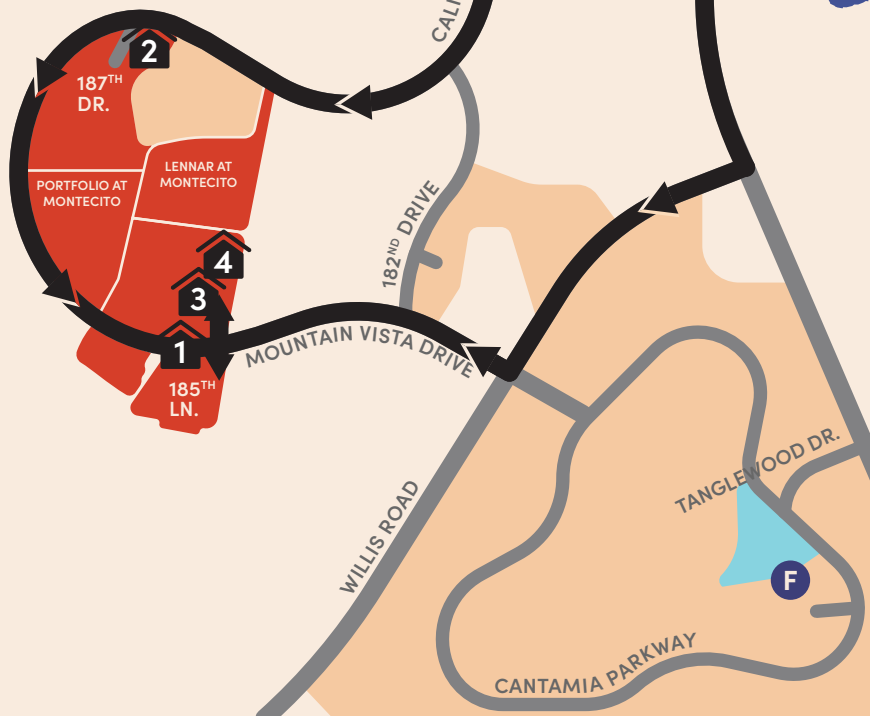 CALI
2
187TH
DR.
LENNAR AT
MONTECITO
PORTFOLIO AT
MONTECITO
182ND DRIVE
4
3
1
MOUNTAIN VISTA DRIVE
185TH
LN.
TANGLEWOOD DR.
WILLIS ROAD
F
CANTAMIA PARKWAY